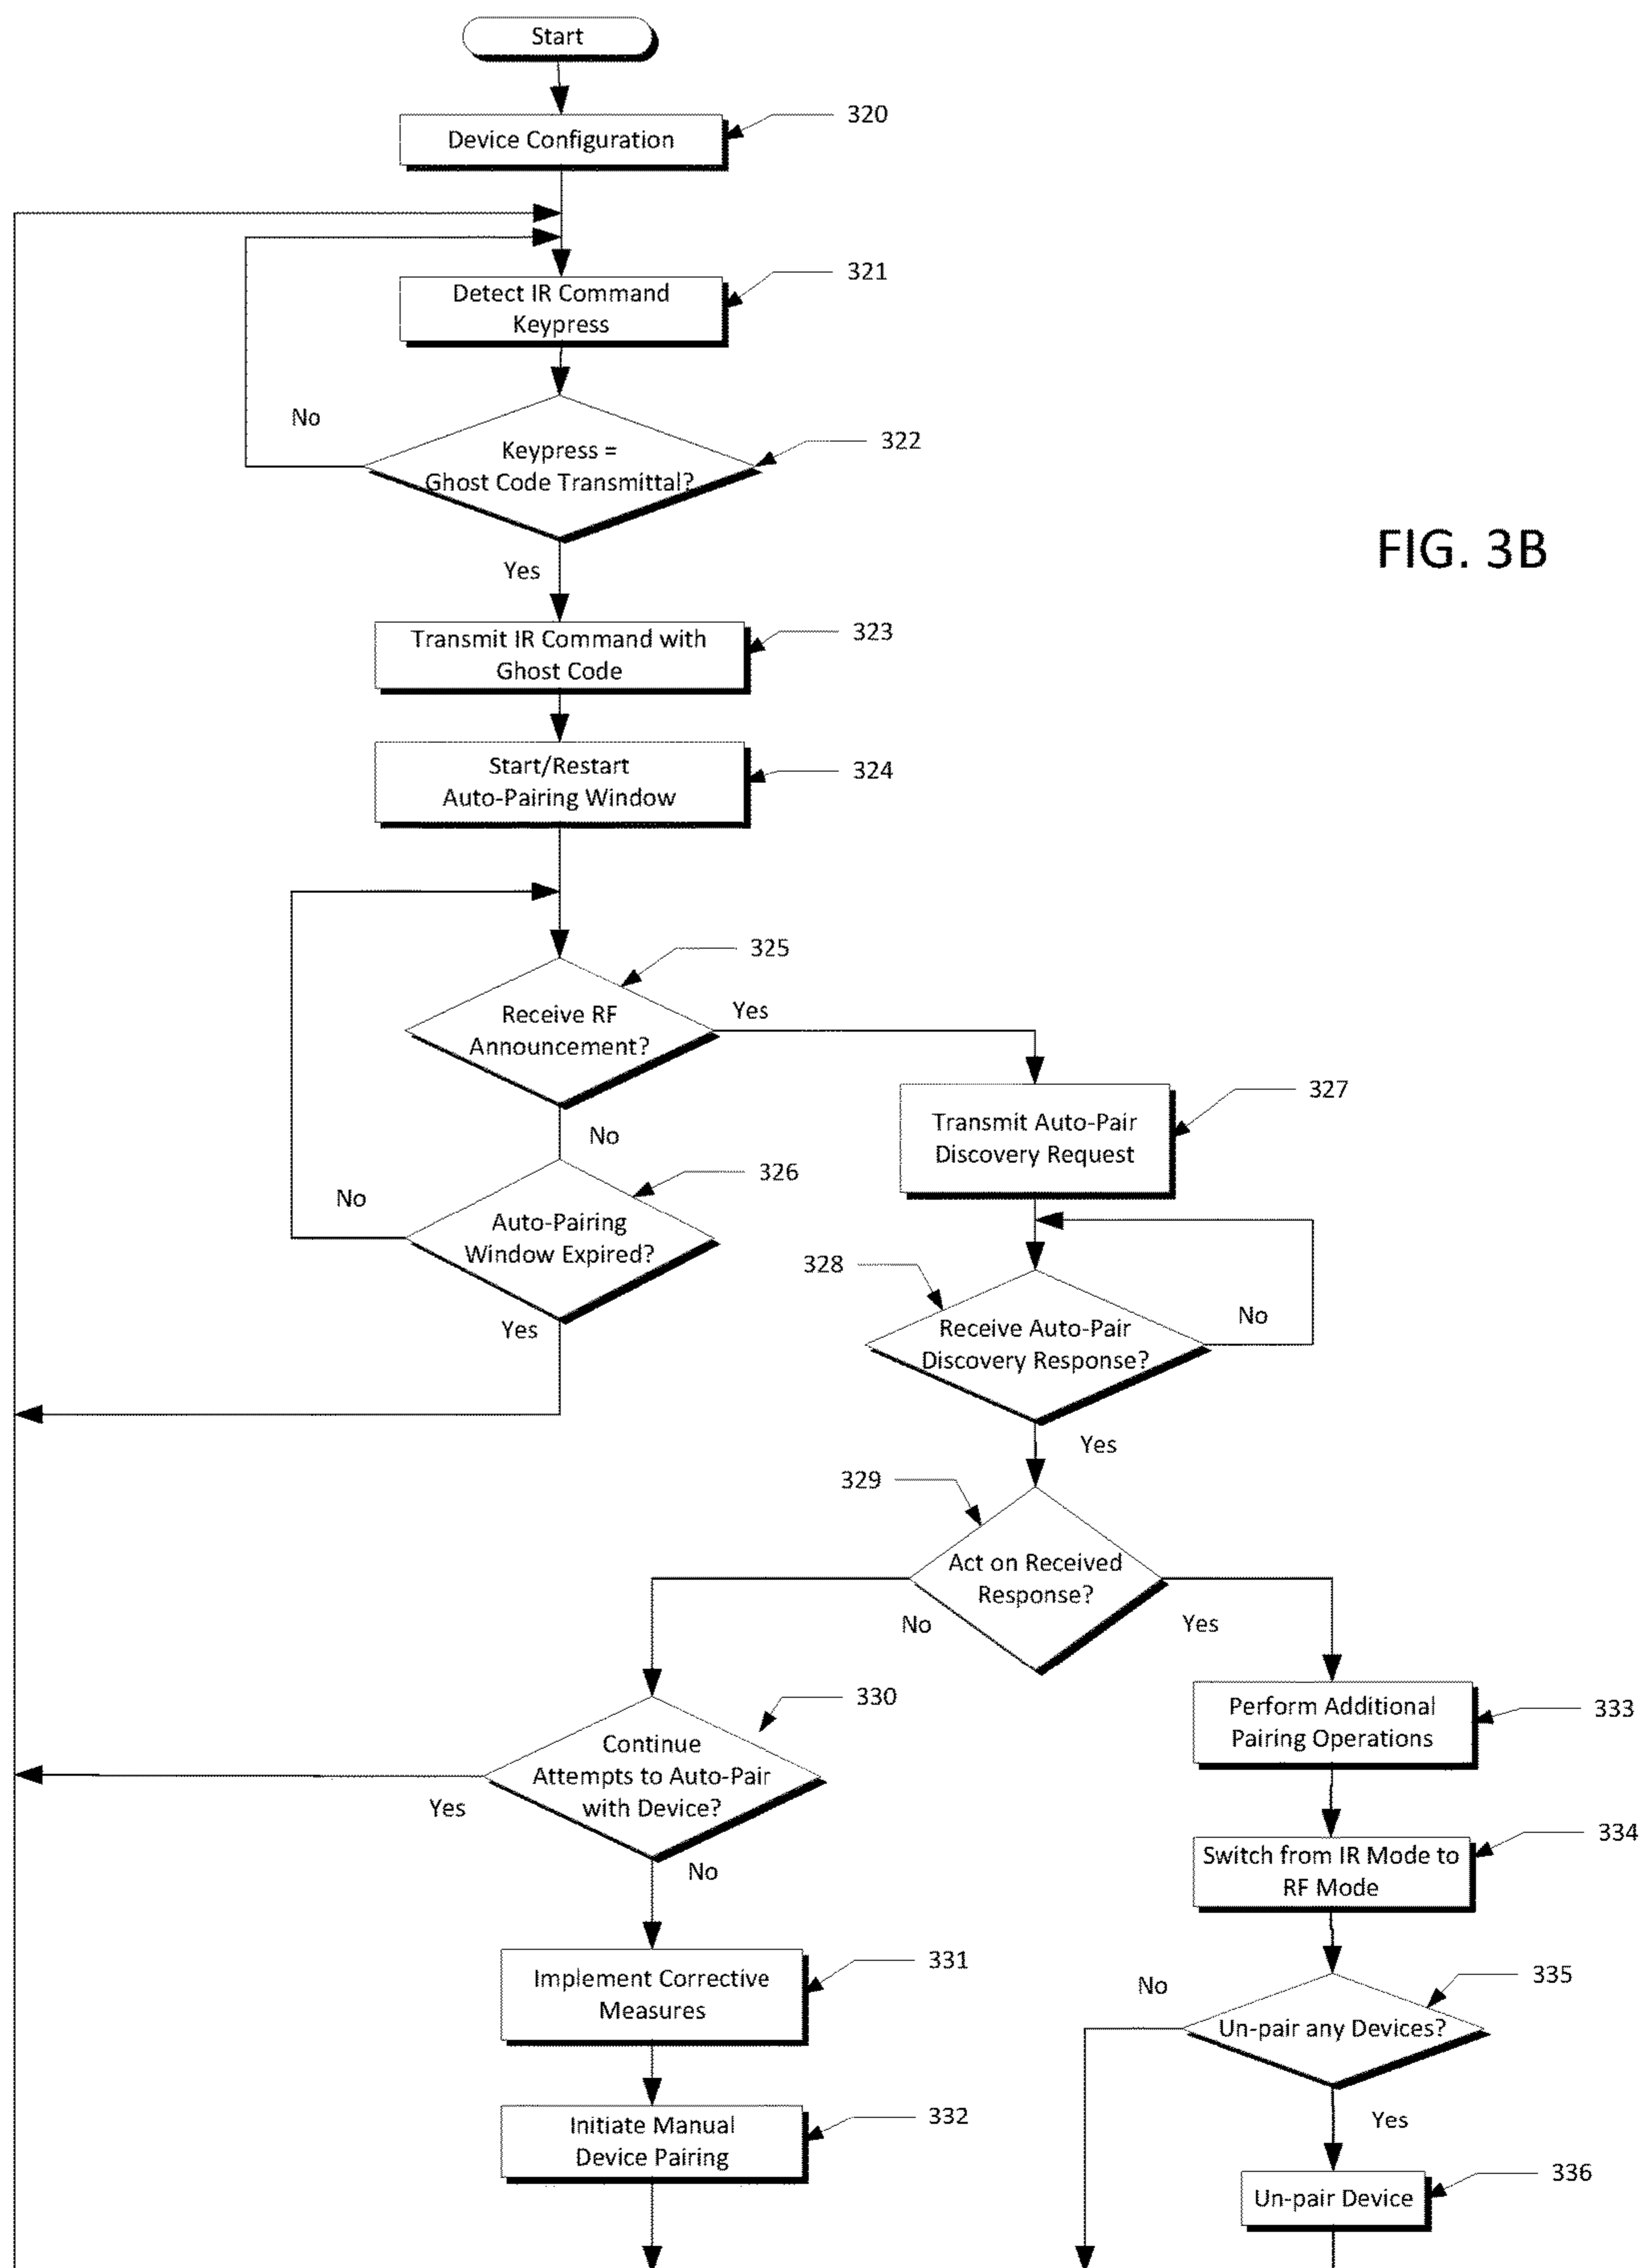 Start
Device Configuration
320
Detect IR Command
Keypress
321
No
Keypress =
Ghost Code Transmittal?
322
Yes
FIG. 3B
Transmit IR Command with
Ghost Code
323
Start/Restart
Auto-Pairing Window
324
325
Receive RF
Announcement?
Yes
No
326
No
Auto-Pairing
Window Expired?
Yes
Transmit Auto-Pair
Discovery Request
327
328
Receive Auto-Pair
Discovery Response?
No
Yes
329
Act on Received
Response?
No
Yes
330
Continue
Attempts to Auto-Pair
with Device?
Yes
No
Perform Additional
Pairing Operations
333
Switch from IR Mode to
RF Mode
334
Implement Corrective
Measures
331
No
335
Un-pair any Devices?
Yes
Initiate Manual
Device Pairing
332
Un-pair Device
336